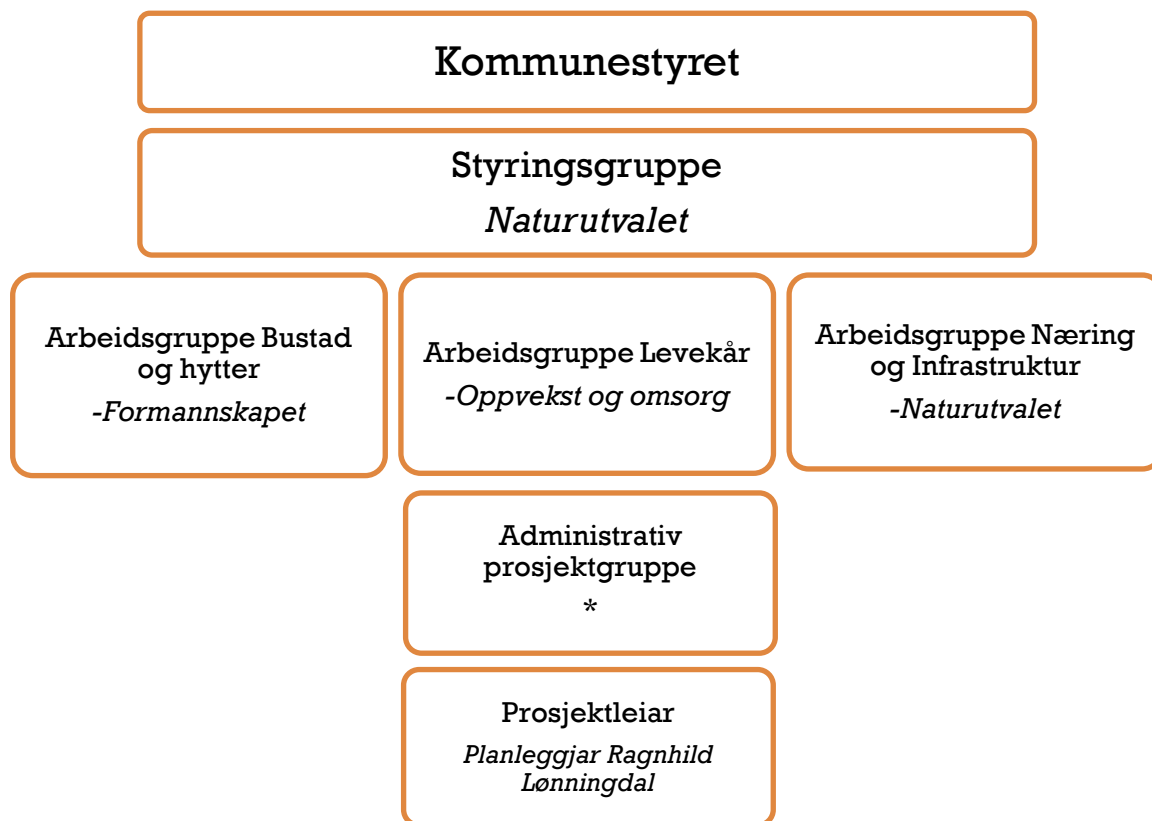 Kommunestyret
Styringsgruppe
Naturutvalet
Arbeidsgruppe Bustad
og hytter
-Formannskapet
Arbeidsgruppe Levekår
-Oppvekst og omsorg
Arbeidsgruppe Næring
og Infrastruktur
-Naturutvalet
Administrativ
prosjektgruppe
*
Prosjektleiar
Planleggjar Ragnhild
Lønningdal